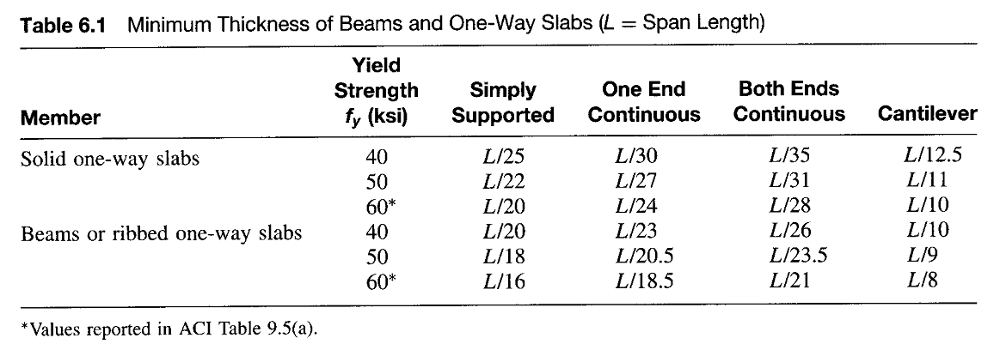 Table 6.1 Minimum Thickness of Beams and One-Way Slabs (L = Span Length)
Yield
Strength Simply One End Both Ends
Member fy (ksi) Supported Continuous Continuous Cantilever
Solid one-way slabs 40 L/25 L/30 L/35 L/12.5
50 L/22 L/27 L/31 L/11
60* L/20 L/24 L/28 L/10
Beams or ribbed one-way slabs 40 L/20 L/23 L/26 L/10
50 L/18 L/20.5 L/23.5 L/9
60* L/16 L/18.5 L/21 L/8
*Values reported in ACI Table 9.5(a).